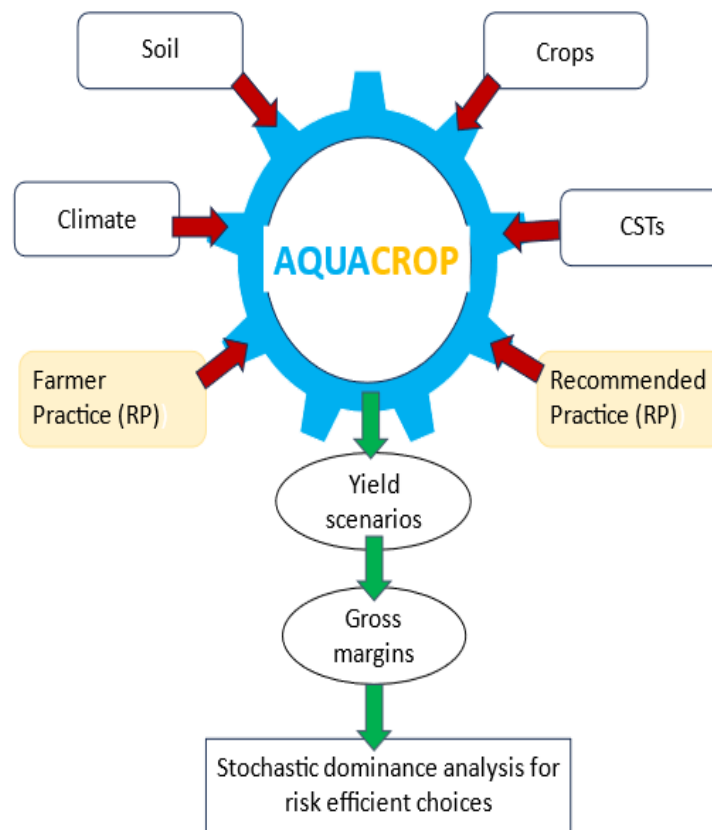 Soil
Crops
Climate
CSTs
AQUACROP
Farmer
Practice (RP)
Recommended
Practice (RP)
Yield
scenarios
Gross
margins
Stochastic dominance analysis for
risk efficient choices